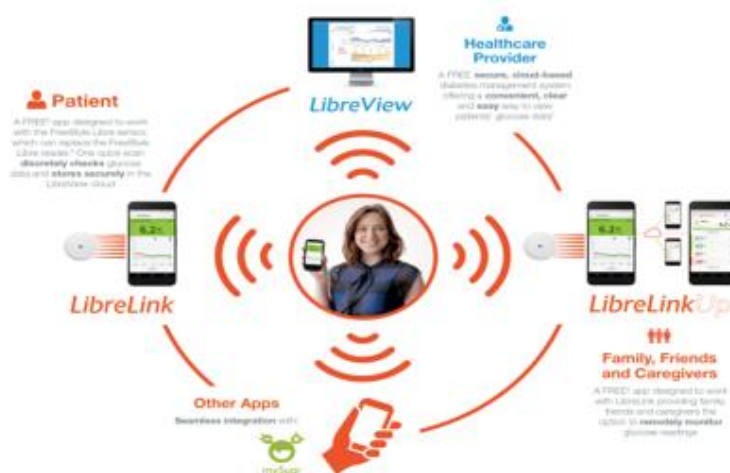 Patient
A FREE† app designed to work
with the FreeStyle Libre sensor,
which can replace the FreeStyle
Libre reader.* One quick scan
discretely checks glucose
data and stores securely in the
LibreView cloud
LibreView
Healthcare
Provider
A FREE secure, cloud-based
diabetes management system
offering a convenient, clear
and easy way to view
patients' glucose data
6.2
LibreLink
6.2
LibreLinkUp
Family, Friends
and Caregivers
A FREE† app designed to work
with LibreLink providing family,
friends and caregivers the
option to remotely monitor
glucose readings
Other Apps
Seamless integration with:
mySugr